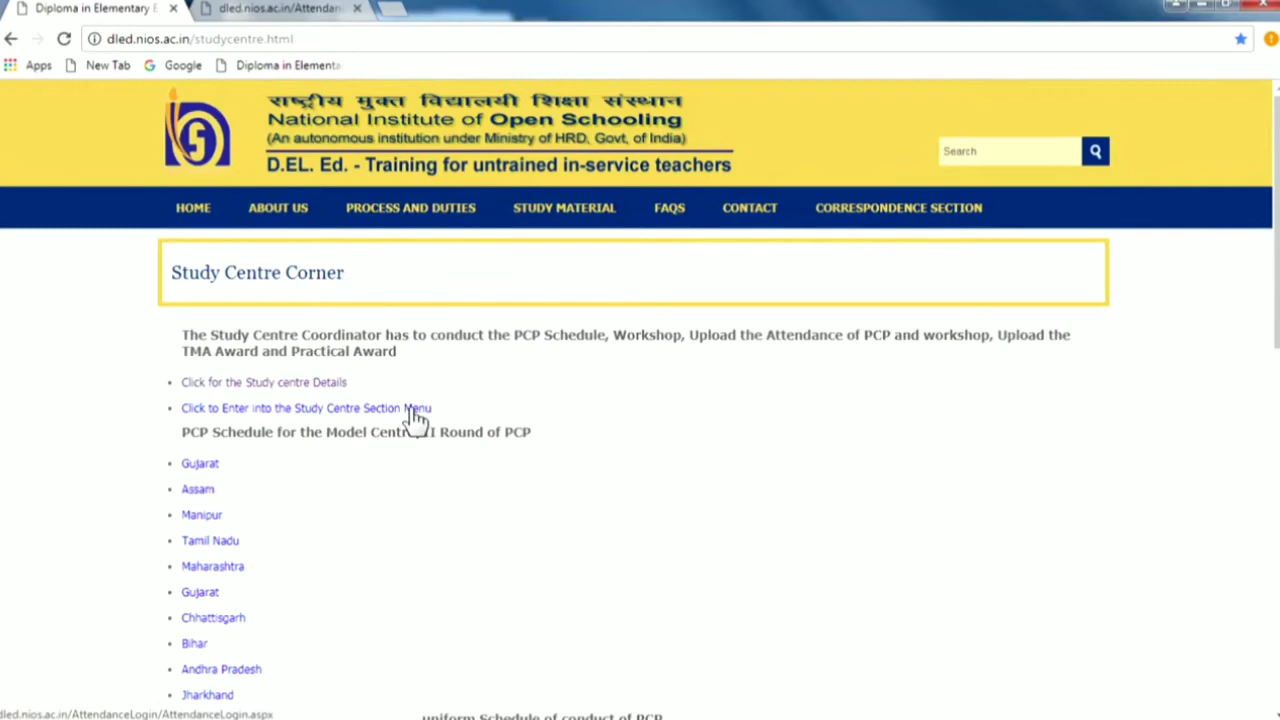 Diploma in Elementary E
dled.nios.ac.in/Attendan
dled.nios.ac.in/studycentre.html
Apps New Tab Google Diploma in Elementa
राष्ट्रीय मुक्त विद्यालयी शिक्षा संस्थान
National Institute of Open Schooling
(An autonomous institution under Ministry of HRD, Govt, of India)
D.EL. Ed. - Training for untrained in-service teachers
Search
HOME ABOUT US PROCESS AND DUTIES STUDY MATERIAL FAQS CONTACT CORRESPONDENCE SECTION
Study Centre Corner
The Study Centre Coordinator has to conduct the PCP Schedule, Workshop, Upload the Attendance of PCP and workshop, Upload the
TMA Award and Practical Award
Click for the Study centre Details
Click to Enter into the Study Centre Section Menu
PCP Schedule for the Model Centre I Round of PCP
Gujarat
Assam
Manipur
Tamil Nadu
Maharashtra
Gujarat
Chhattisgarh
Bihar
Andhra Pradesh
Jharkhand
uniform Schedule of conduct of PCP
dled.nios.ac.in/AttendanceLogin/AttendanceLogin.aspx